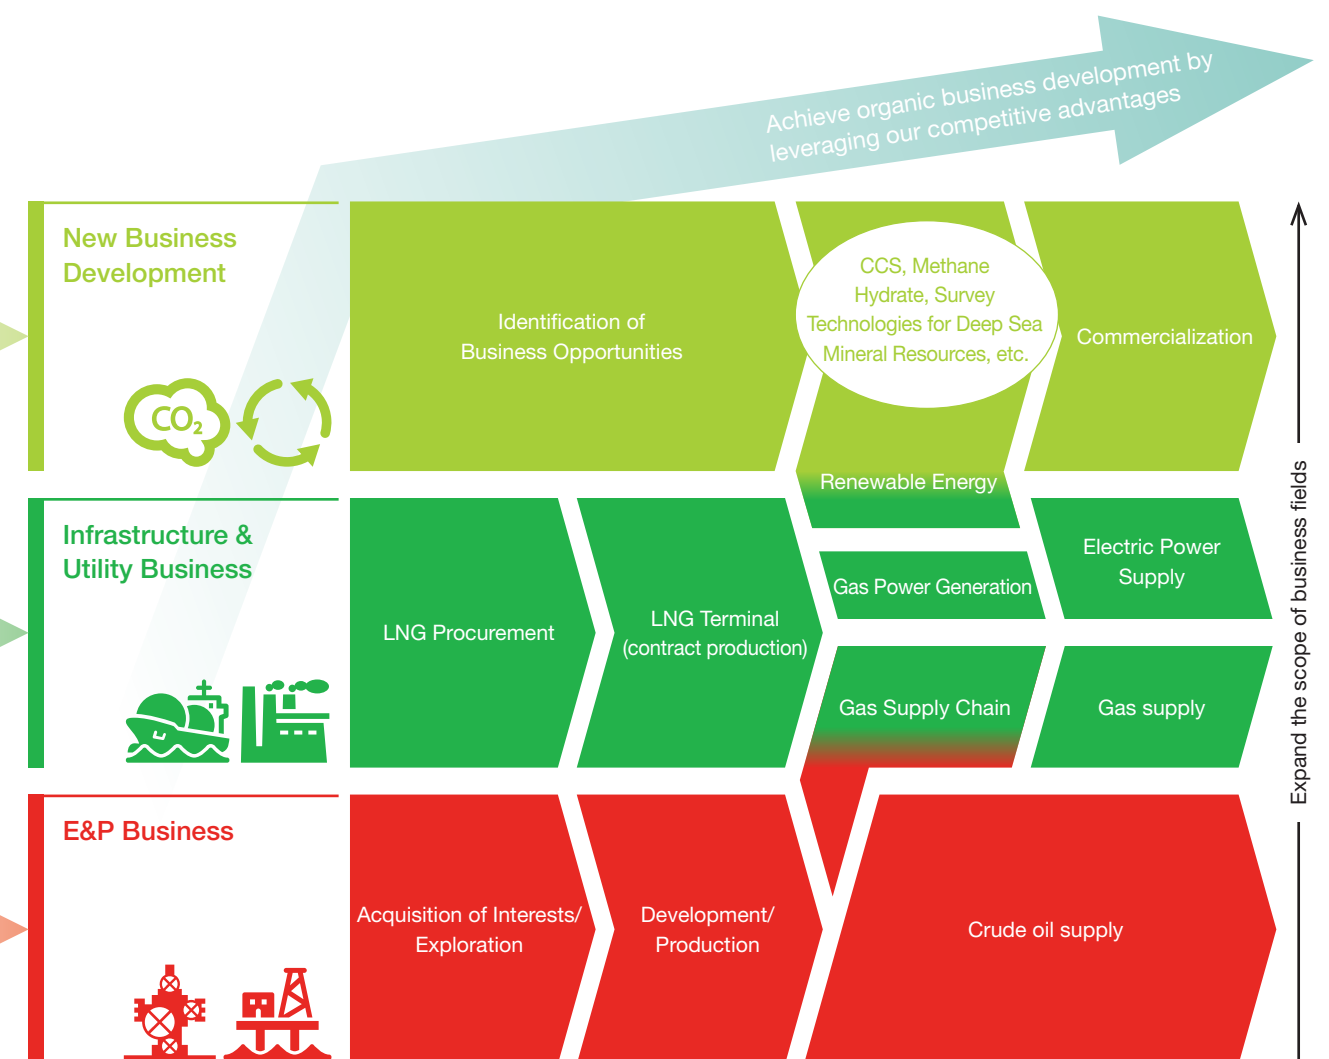 Achieve organic business development by
leveraging our competitive advantages
New Business
Development
CO₂
Identification of
Business Opportunities
CCS, Methane
Hydrate, Survey
Technologies for Deep Sea
Mineral Resources, etc.
Commercialization
Renewable Energy
Infrastructure &
Utility Business
LNG Procurement
LNG Terminal
(contract production)
Gas Power Generation
Electric Power
Supply
Gas Supply Chain
Gas supply
E&P Business
Acquisition of Interests/
Exploration
Development/
Production
Crude oil supply
Expand the scope of business fields